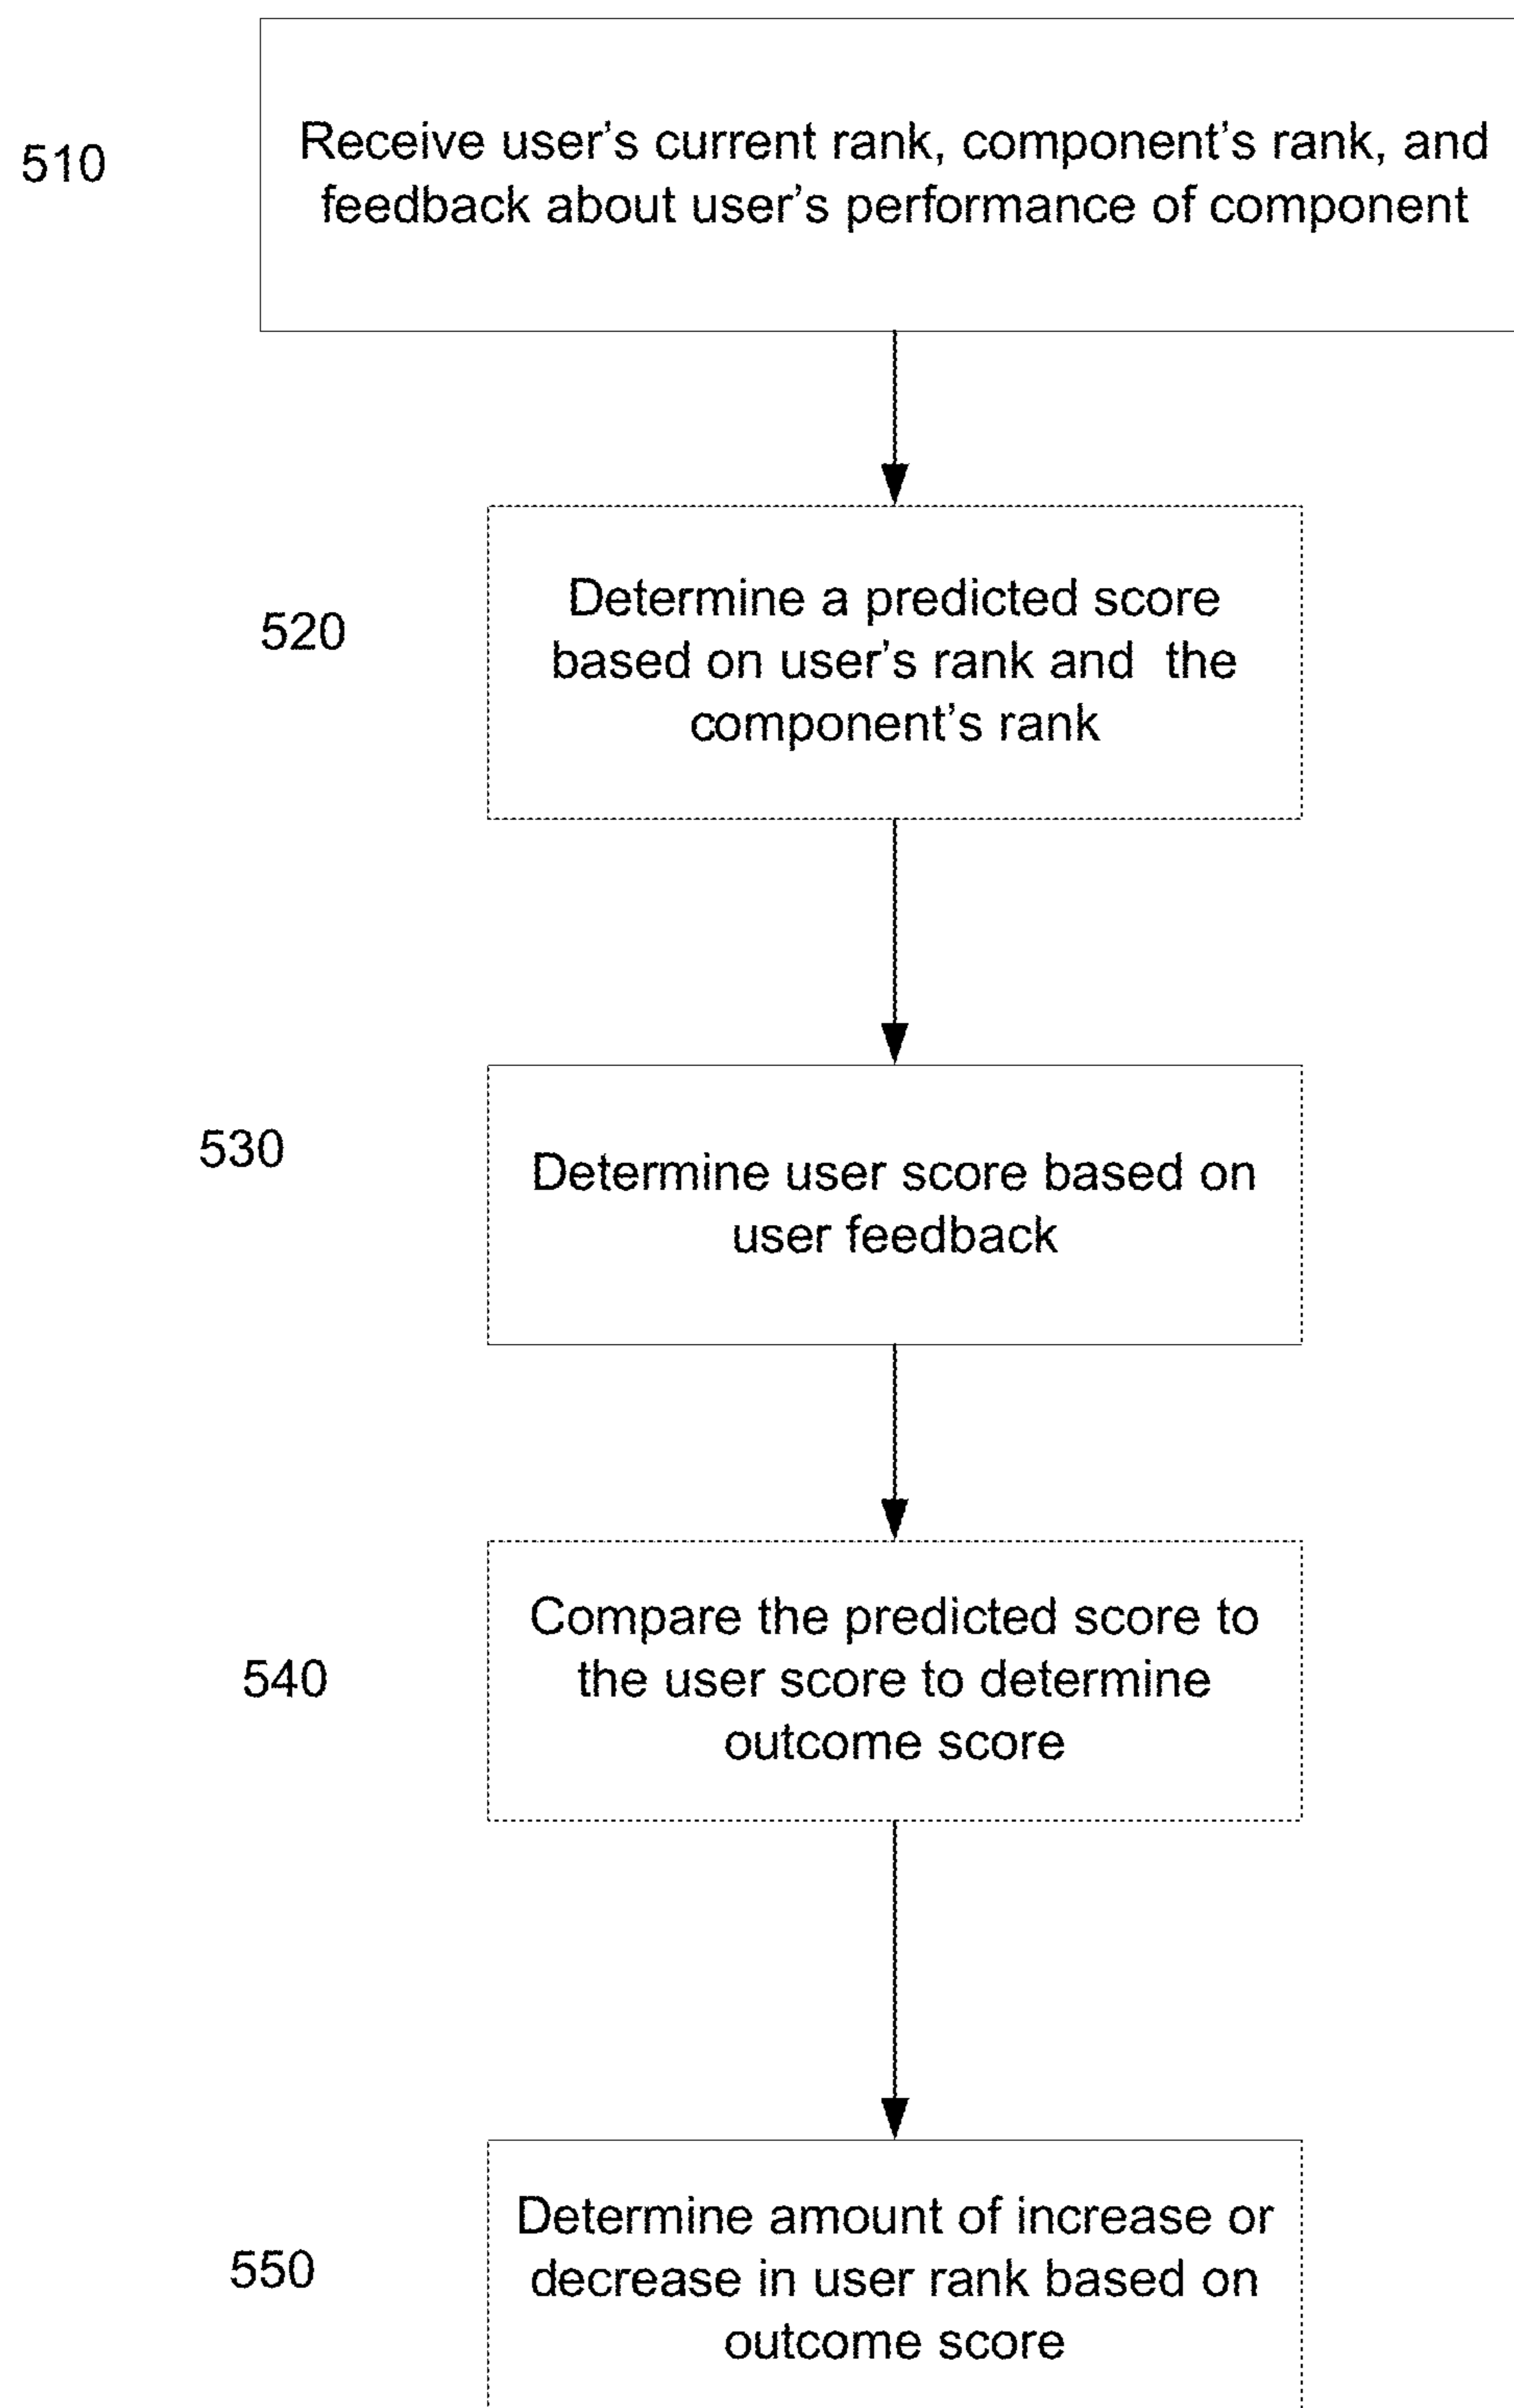 510
Receive user's current rank, component's rank, and
feedback about user's performance of component
520
Determine a predicted score
based on user's rank and  the
component's rank
530
Determine user score based on
user feedback
540
Compare the predicted score to
the user score to determine
outcome score
550
Determine amount of increase or
decrease in user rank based on
outcome score